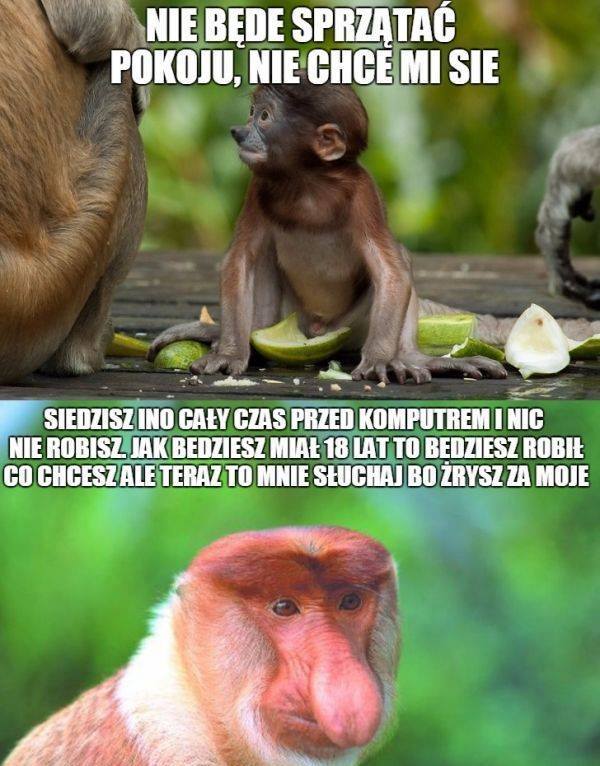 NIE BĘDE SPRZĄTAĆ
POKOJU, NIE CHCE MI SIE
SIEDZISZ INO CAŁY CZAS PRZED KOMPUTREM I NIC
NIE ROBISZ. JAK BEDZIESZ MIAŁ 18 LAT TO BEDZIESZ ROBIŁ
CO CHCESZ ALE TERAZ TO MNIE SŁUCHAJ BO ŻRYSZ ZA MOJE